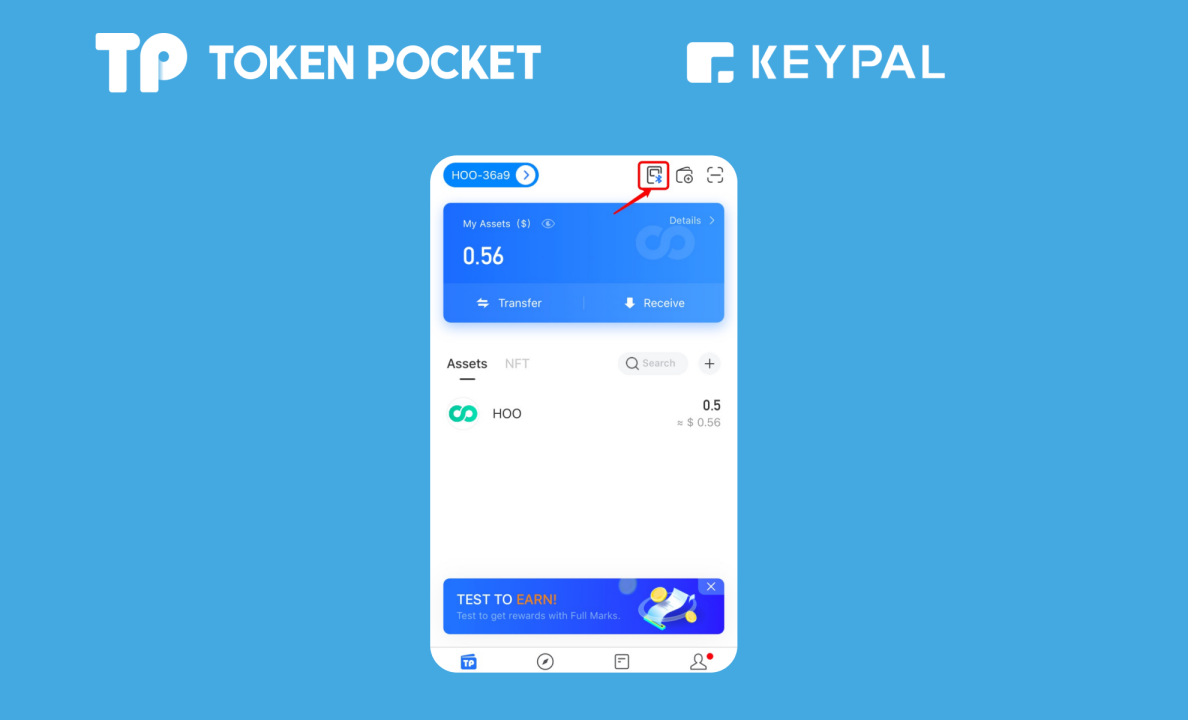 TP TOKEN POCKET
KEYPAL
HOO-36a9
My Assets ($)
Details
0.56
Transfer
Receive
Assets NFT
Search
HOO
0.5
≈ $ 0.56
TEST TO EARN!
Test to get rewards with Full Marks.
TP